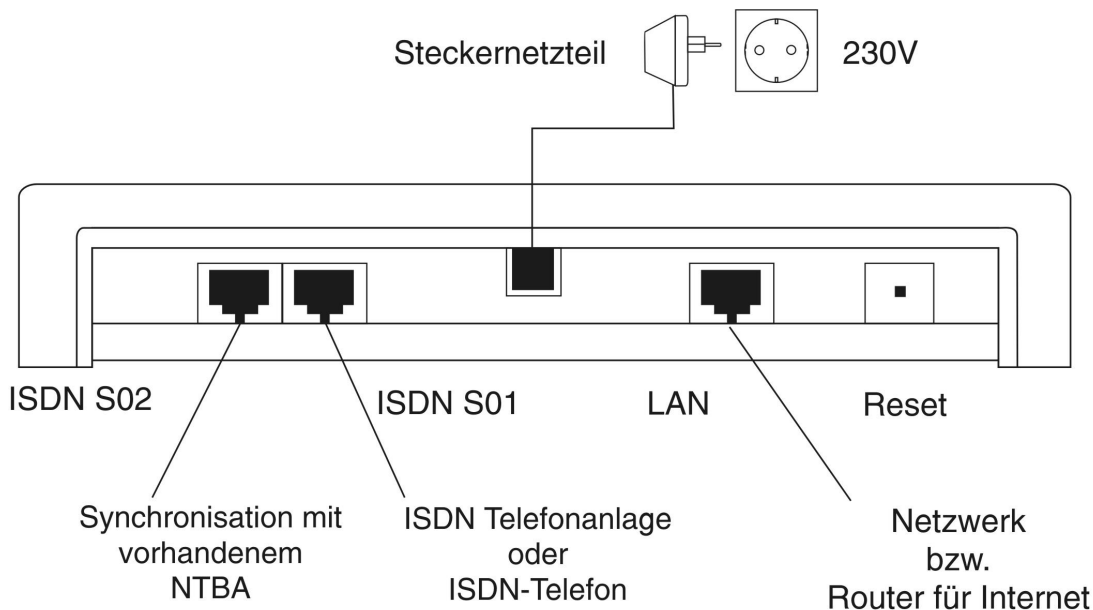 Steckernetzteil
230V
ISDN S02
ISDN S01
LAN
Reset
Synchronisation mit
vorhandenem
NTBA
ISDN Telefonanlage
oder
ISDN-Telefon
Netzwerk
bzw.
Router für Internet